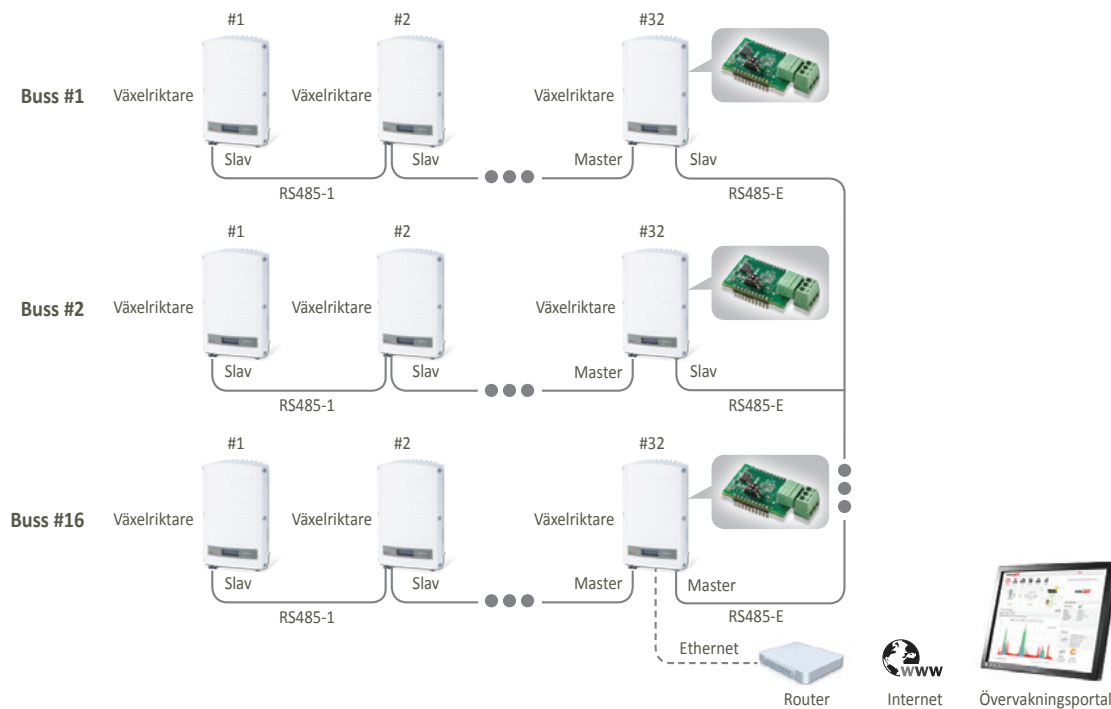 #1
#2
#32
Buss #1
Växelriktare
Växelriktare
Växelriktare
Slav
Slav
Master
Slav
RS485-1
RS485-E
#1
#2
#32
Buss #2
Växelriktare
Växelriktare
Växelriktare
Slav
Slav
Master
Slav
RS485-1
RS485-E
#1
#2
#32
Buss #16
Växelriktare
Växelriktare
Växelriktare
Slav
Slav
Master
Master
RS485-1
RS485-E
Ethernet
www
Router
Internet
Övervakningsportal